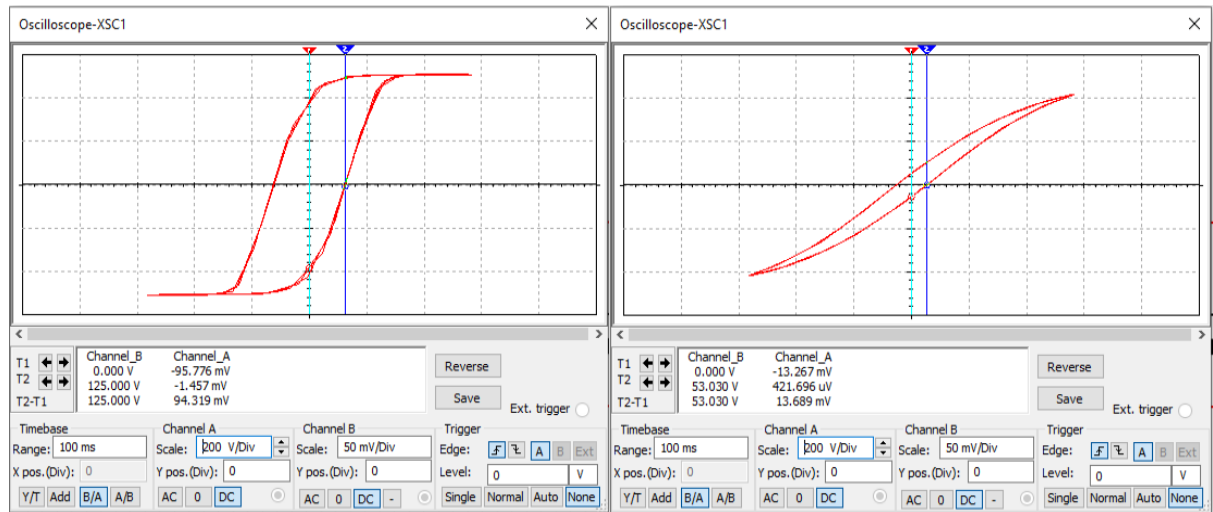 Oscilloscope-XSC1 ×
T
2
< >
T1 Channel_B Channel_A
0.000 V -95.776 mV
T2 125.000 V -1.457 mV
T2-T1 125.000 V 94.319 mV
Reverse
Save
Ext. trigger
Timebase Channel A Channel B Trigger
Range: 100 ms Scale: 200 V/Div Scale: 50 mV/Div Edge: A B Ext
X pos.(Div): 0 Y pos.(Div): 0 Y pos.(Div): 0 Level: 0 V
Y/T Add B/A A/B AC 0 DC AC 0 DC - Single Normal Auto None
Oscilloscope-XSC1 ×
T
2
< >
T1 Channel_B Channel_A
0.000 V -13.267 mV
T2 53.030 V 421.696 uV
T2-T1 53.030 V 13.689 mV
Reverse
Save
Ext. trigger
Timebase Channel A Channel B Trigger
Range: 100 ms Scale: 200 V/Div Scale: 50 mV/Div Edge: A B Ext
X pos.(Div): 0 Y pos.(Div): 0 Y pos.(Div): 0 Level: 0 V
Y/T Add B/A A/B AC 0 DC AC 0 DC - Single Normal Auto None